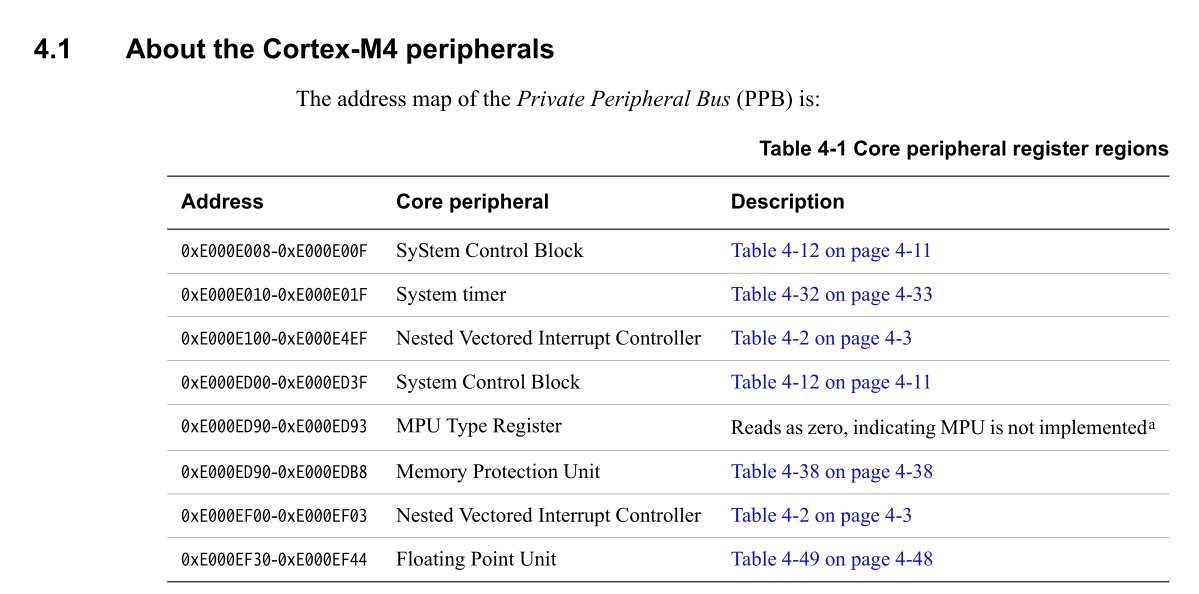 4.1 About the Cortex-M4 peripherals
The address map of the Private Peripheral Bus (PPB) is:
Table 4-1 Core peripheral register regions
Address Core peripheral Description
0xE000E008-0xE000E00F SyStem Control Block Table 4-12 on page 4-11
0xE000E010-0xE000E01F System timer Table 4-32 on page 4-33
0xE000E100-0xE000E4EF Nested Vectored Interrupt Controller Table 4-2 on page 4-3
0xE000ED00-0xE000ED3F System Control Block Table 4-12 on page 4-11
0xE000ED90-0xE000ED93 MPU Type Register Reads as zero, indicating MPU is not implemented a
0xE000ED90-0xE000EDB8 Memory Protection Unit Table 4-38 on page 4-38
0xE000EF00-0xE000EF03 Nested Vectored Interrupt Controller Table 4-2 on page 4-3
0xE000EF30-0xE000EF44 Floating Point Unit Table 4-49 on page 4-48